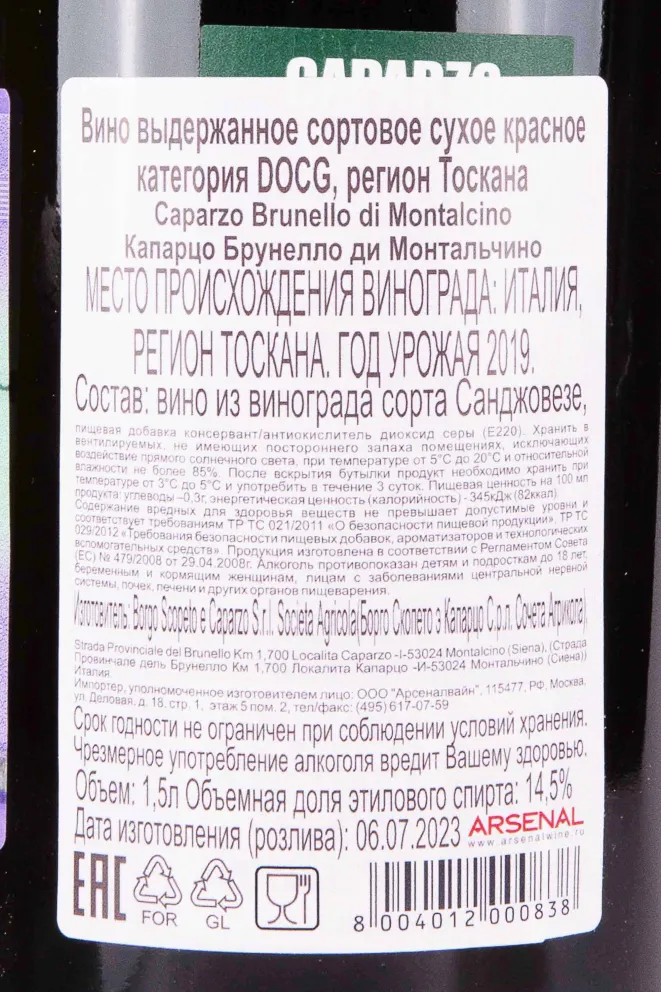 CAPARZO
Вино выдержанное сортовое сухое красное
категория DOCG, регион Тоскана
Caparzo Brunello di Montalcino
Капарцо Брунелло ди Монтальчино
МЕСТО ПРОИСХОЖДЕНИЯ ВИНОГРАДА: ИТАЛИЯ,
РЕГИОН ТОСКАНА. ГОД УРОЖАЯ 2019.
Состав: вино из винограда сорта Санджовезе,
пищевая добавка консервант/антиокислитель диоксид серы (Е220). Хранить в
вентилируемых, не имеющих постороннего запаха помещениях, исключающих
воздействие прямого солнечного света, при температуре от 5°С до 20°С и относительной
влажности не более 85%. После вскрытия бутылки продукт необходимо хранить при
температуре от 3°С до 5°С и употребить в течение 3 суток. Пищевая ценность на 100 мл
продукта: углеводы –0,3г, энергетическая ценность (калорийность) - 345кДж (82ккал).
Содержание вредных для здоровья веществ не превышает допустимые уровни и
соответствует требованиям ТР ТС 021/2011 «О безопасности пищевой продукции», ТР ТС
029/2012 «Требования безопасности пищевых добавок, ароматизаторов и технологических
вспомогательных средств». Продукция изготовлена в соответствии с Регламентом Совета
(ЕС) № 479/2008 от 29.04.2008г. Алкоголь противопоказан детям и подросткам до 18 лет,
беременным и кормящим женщинам, лицам с заболеваниями центральной нервной
системы, почек, печени и других органов пищеварения.
Изготовитель: Borgo Scopeto e Caparzo S.r.l. Societa Agricola(Борго Скопето э Капарцо С.р.л. Сочета Агрикола),
Strada Provinciale del Brunello Km 1,700 Localita Caparzo -I-53024 Montalcino (Siena), (Страда
Провинчале дель Брунелло Км 1,700 Локалита Капарцо -И-53024 Монтальчино (Сиена))
Италия
Импортер, уполномоченное изготовителем лицо: ООО "Арсеналвайн", 115477, РФ, Москва,
ул. Деловая, д. 18, стр. 1, этаж 5 пом. 2, тел/факс: (495) 617-07-59
Срок годности не ограничен при соблюдении условий хранения.
Чрезмерное употребление алкоголя вредит Вашему здоровью.
Объем: 1,5л Объемная доля этилового спирта: 14,5%
Дата изготовления (розлива): 06.07.2023 ARSENAL
www.arsenalwine.ru
EAC
FOR
GL
8 004012 000838